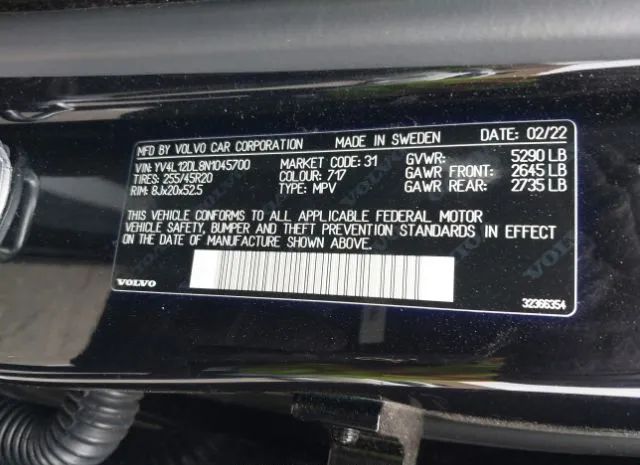 MFD BY VOLVO CAR CORPORATION MADE IN SWEDEN DATE: 02/22
VIN: YV4L12DL8N1045700 MARKET CODE: 31 GVWR: 5290 LB
TIRES: 255/45R20 COLOUR: 717 GAWR FRONT: 2645 LB
RIM: 8Jx20x52.5 TYPE: MPV GAWR REAR: 2735 LB
THIS VEHICLE CONFORMS TO ALL APPLICABLE FEDERAL MOTOR
VEHICLE SAFETY, BUMPER AND THEFT PREVENTION STANDARDS IN EFFECT
ON THE DATE OF MANUFACTURE SHOWN ABOVE.
VOLVO 32366354